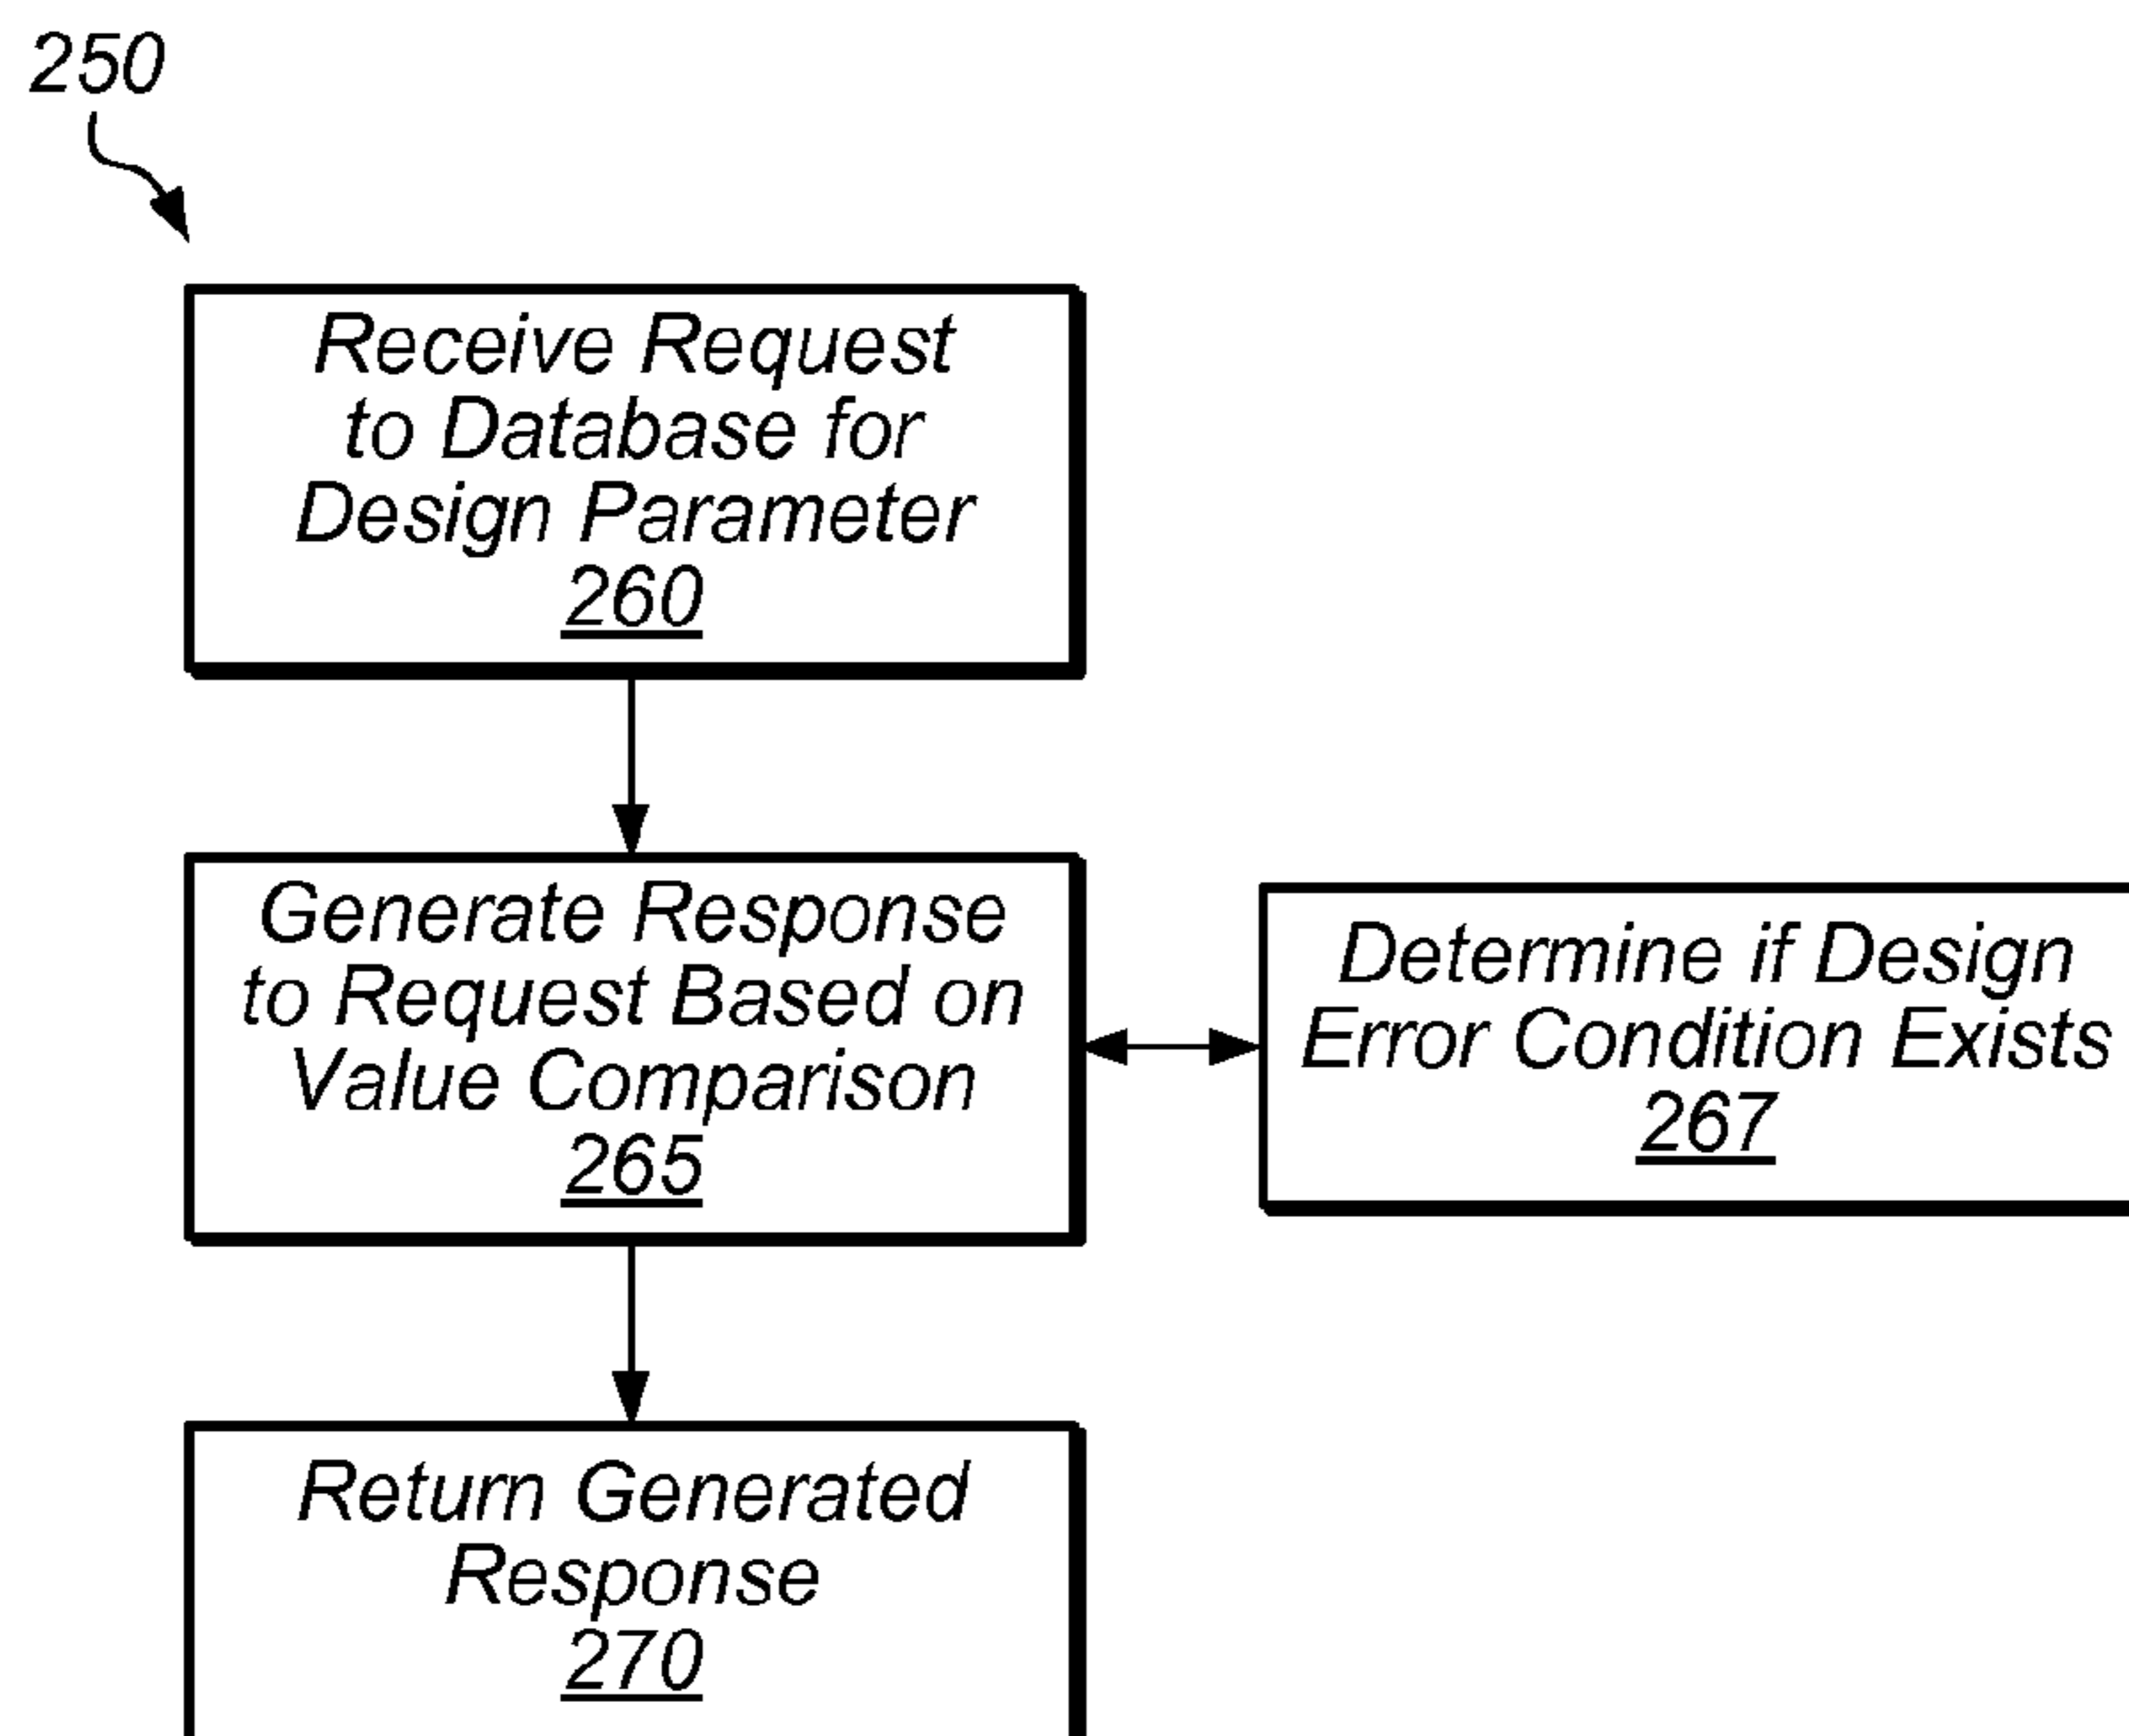 250
Receive Request
to Database for
Design Parameter
260
Generate Response
to Request Based on
Value Comparison
265
Determine if Design
Error Condition Exists
267
Return Generated
Response
270